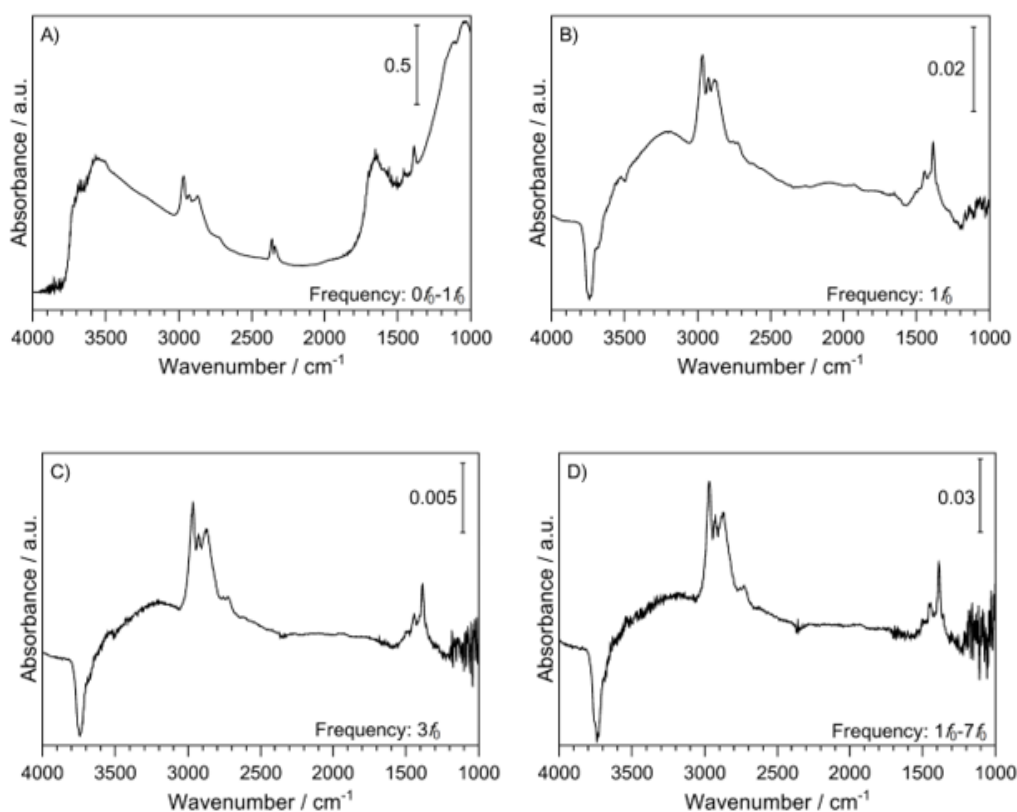 A)
0.5
Absorbance / a.u.
Frequency: 0f₀-1f₀
4000 3500 3000 2500 2000 1500 1000
Wavenumber / cm⁻¹
B)
0.02
Absorbance / a.u.
Frequency: 1f₀
4000 3500 3000 2500 2000 1500 1000
Wavenumber / cm⁻¹
C)
0.005
Absorbance / a.u.
Frequency: 3f₀
4000 3500 3000 2500 2000 1500 1000
Wavenumber / cm⁻¹
D)
0.03
Absorbance / a.u.
Frequency: 1f₀-7f₀
4000 3500 3000 2500 2000 1500 1000
Wavenumber / cm⁻¹